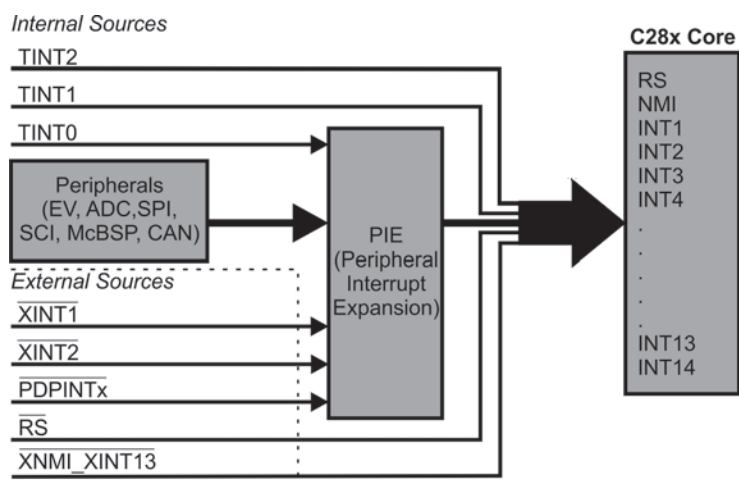 Internal Sources
TINT2
TINT1
TINT0
Peripherals
(EV, ADC,SPI,
SCI, McBSP, CAN)
External Sources
XINT1
XINT2
PDPINTx
RS
XNMI_XINT13
PIE
(Peripheral
Interrupt
Expansion)
C28x Core
RS
NMI
INT1
INT2
INT3
INT4
.
.
.
.
.
INT13
INT14